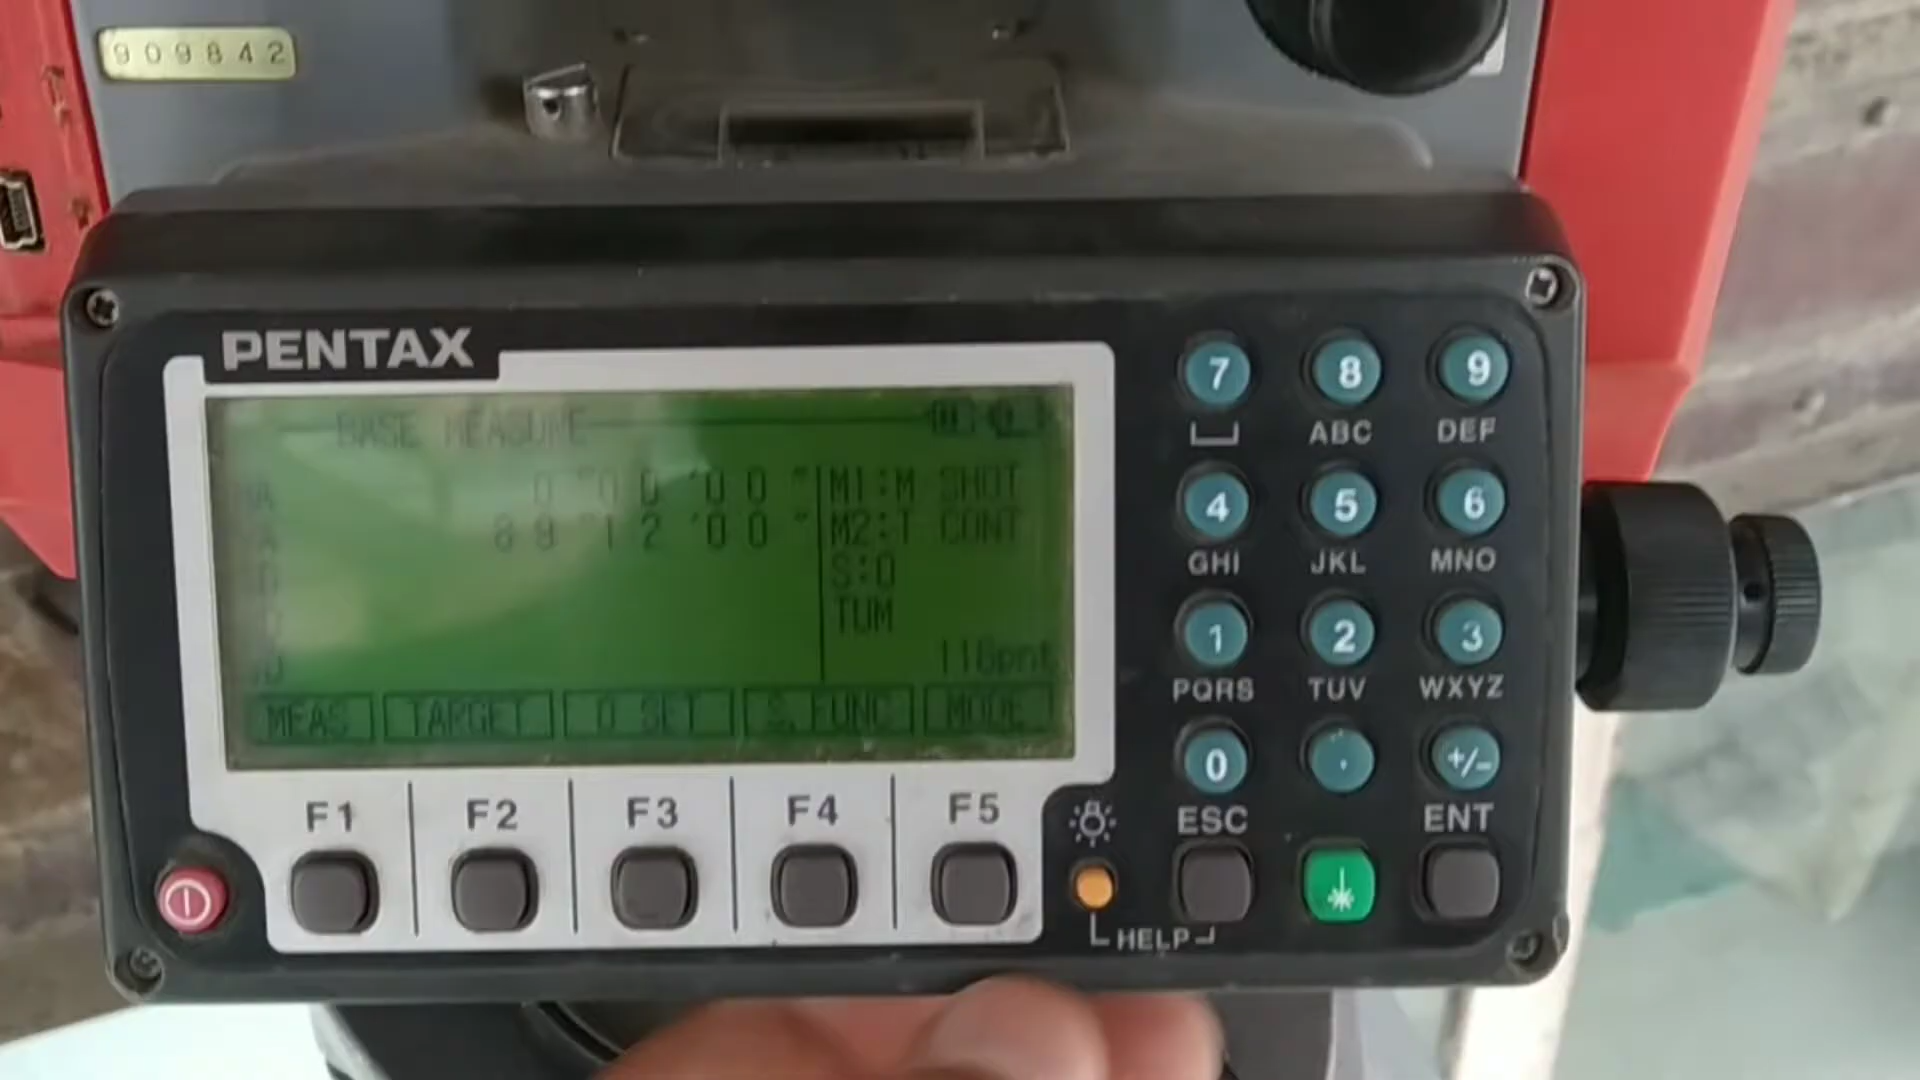 909842
PENTAX
BASE MEASURE
0°00'00" M1:M SHOT
89°12'00" M2:T CONT
S:0
TUM
MEAS TARGET 0 SET S.FUNC MODE
F1 F2 F3 F4 F5
7 8 9
ABC DEF
4 5 6
GHI JKL MNO
1 2 3
PQRS TUV WXYZ
0 . +/-
ESC ENT
HELP